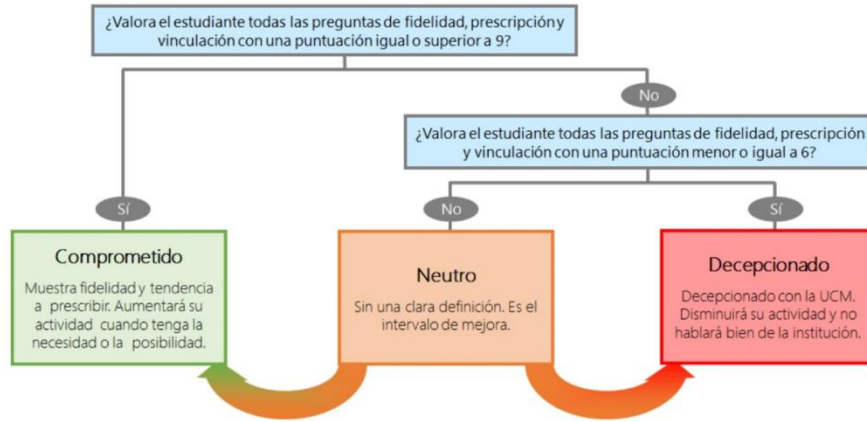 ¿Valora el estudiante todas las preguntas de fidelidad, prescripción y
vinculación con una puntuación igual o superior a 9?
No
¿Valora el estudiante todas las preguntas de fidelidad, prescripción
y vinculación con una puntuación menor o igual a 6?
Sí
No
Sí
Comprometido
Muestra fidelidad y tendencia
a prescribir. Aumentará su
actividad cuando tenga la
necesidad o la posibilidad.
Neutro
Sin una clara definición. Es el
intervalo de mejora.
Decepcionado
Decepcionado con la UCM.
Disminuirá su actividad y no
hablará bien de la institución.